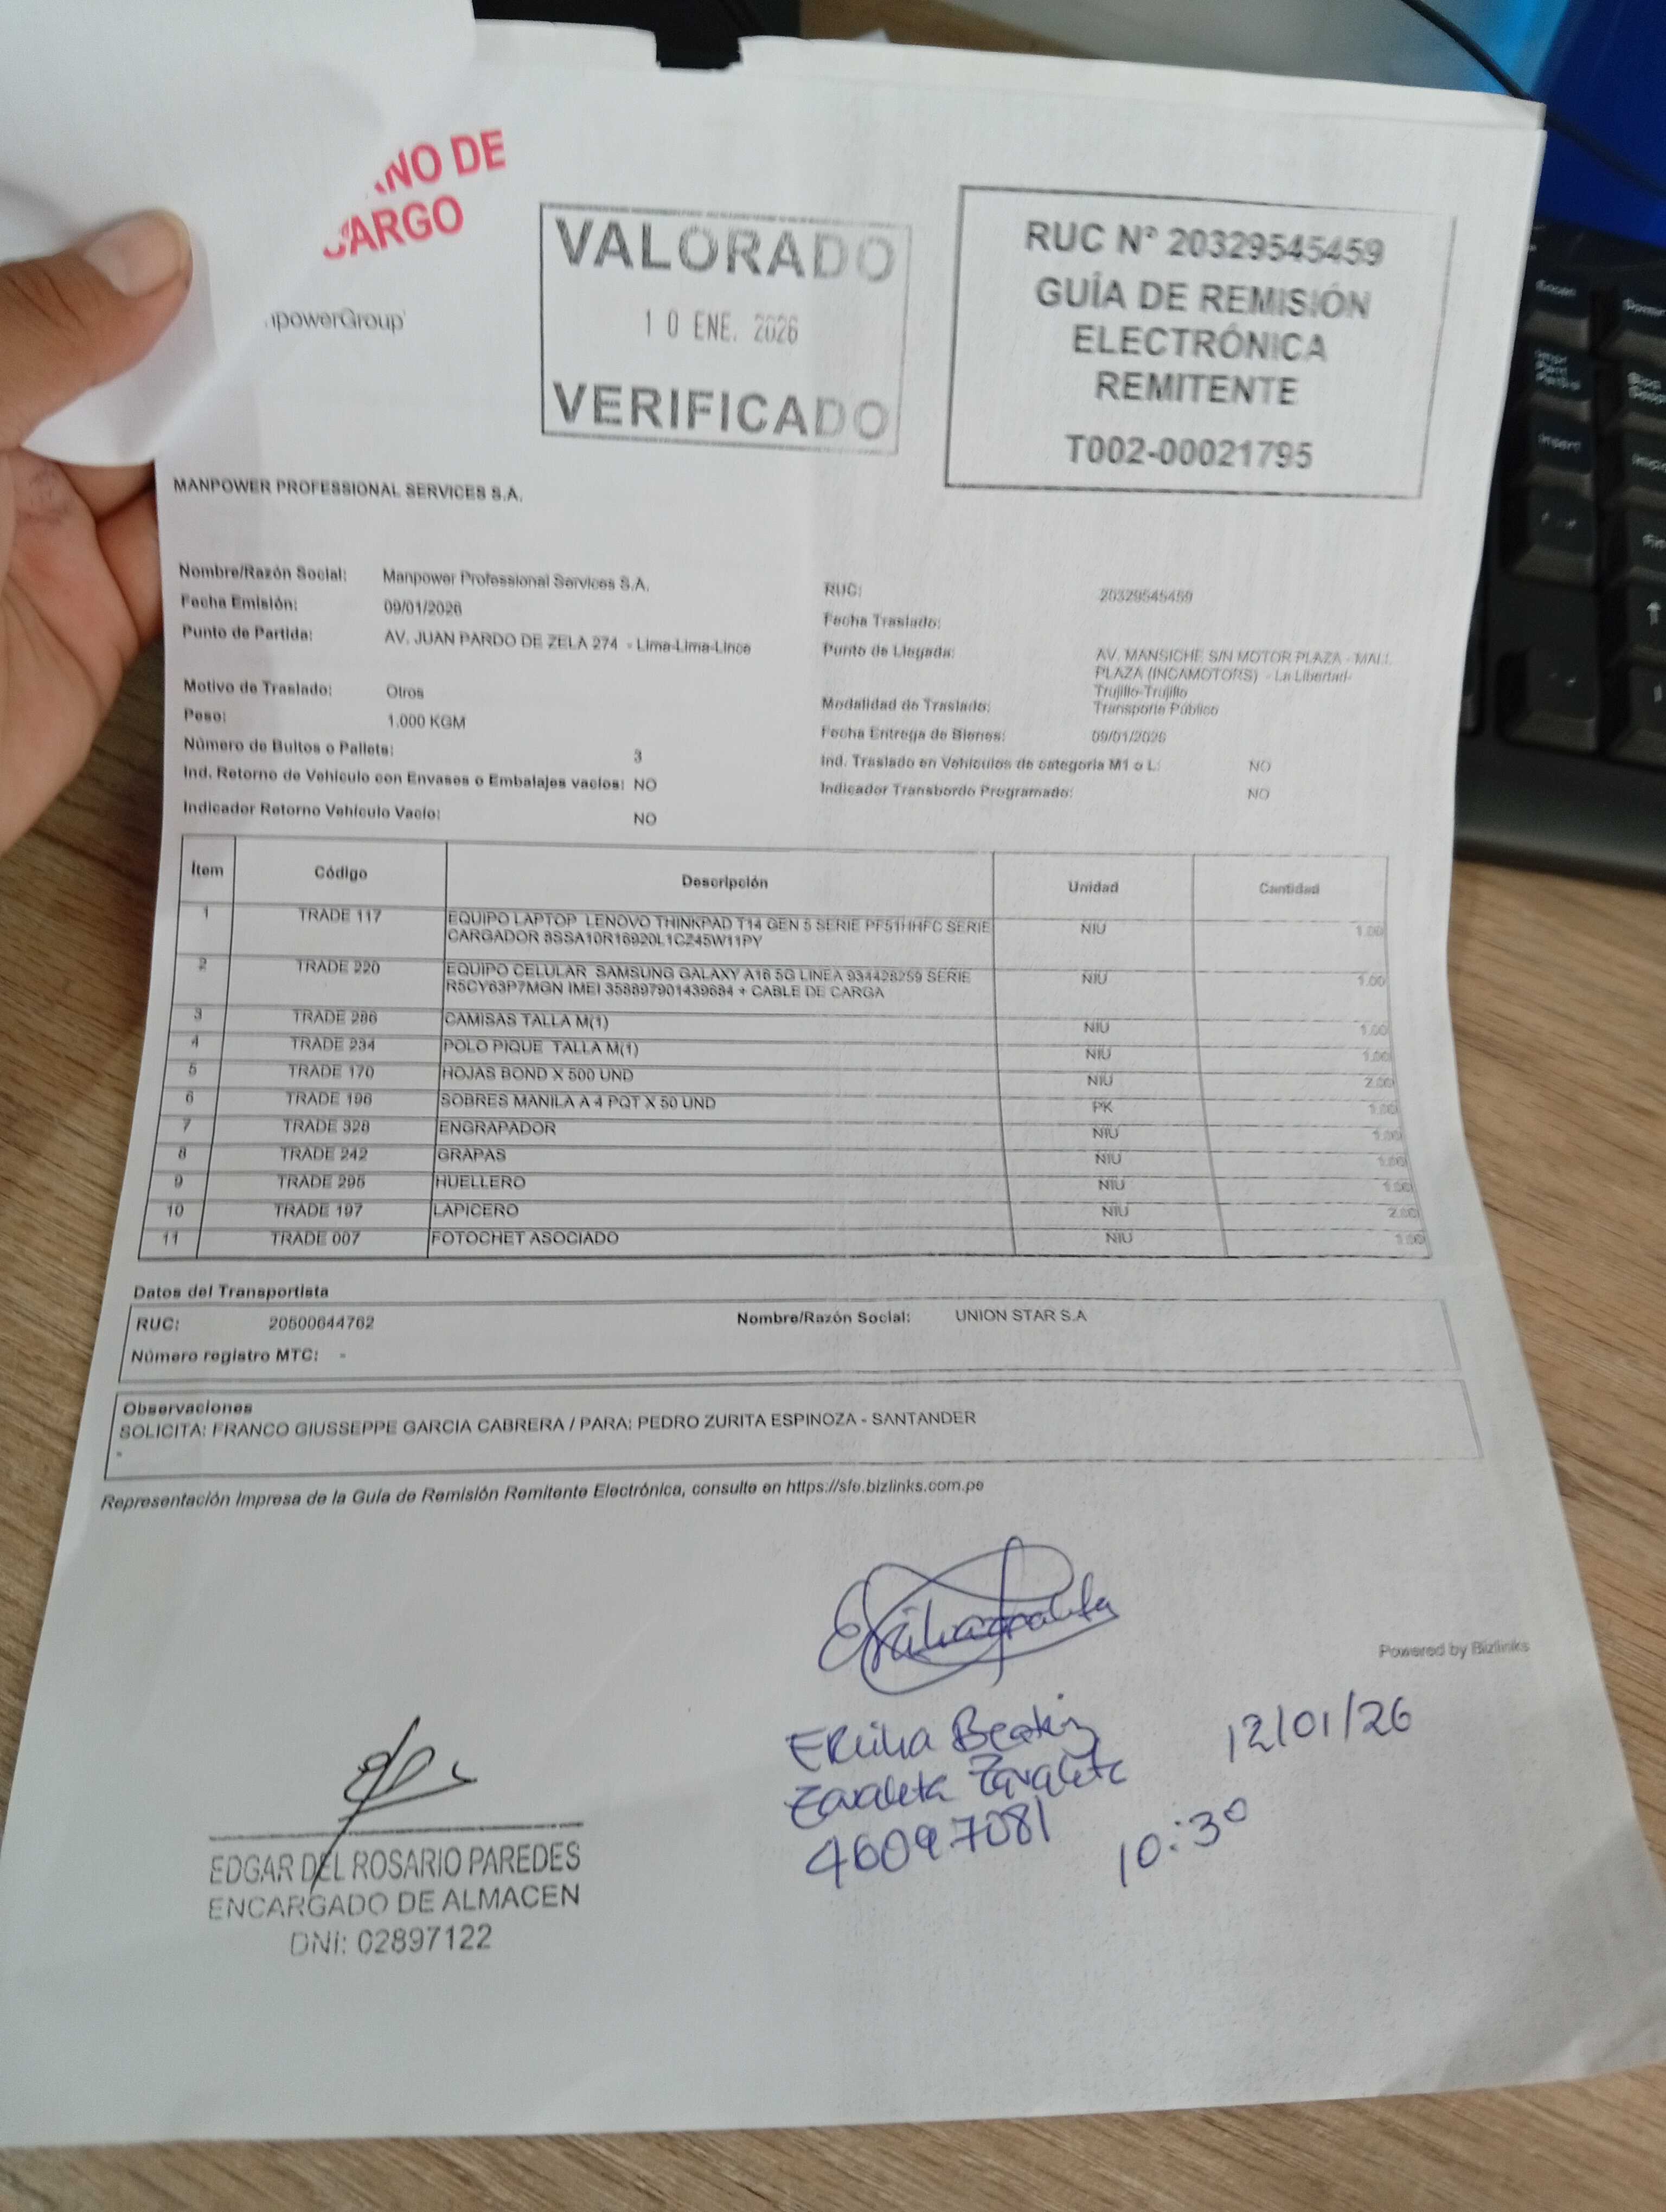 NO DE
CARGO
powerGroup
VALORADO
10 ENE. 2026
VERIFICADO
RUC N° 20329545459
GUÍA DE REMISIÓN
ELECTRÓNICA
REMITENTE
T002-00021795
MANPOWER PROFESSIONAL SERVICES S.A.
Nombre/Razón Social: Manpower Professional Services S.A.
Fecha Emisión: 09/01/2026
Punto de Partida: AV. JUAN PARDO DE ZELA 274 - Lima-Lima-Lince
Motivo de Traslado: Otros
Peso: 1.000 KGM
Número de Bultos o Pallets: 3
Ind. Retorno de Vehículo con Envases o Embalajes vacíos: NO
Indicador Retorno Vehículo Vacío: NO
RUC: 20329545459
Fecha Traslado:
Punto de Llegada: AV. MANSICHE S/N MOTOR PLAZA - MALL
PLAZA (INCAMOTORS) - La Libertad-
Trujillo-Trujillo
Modalidad de Traslado: Transporte Público
Fecha Entrega de Bienes: 09/01/2026
Ind. Traslado en Vehículos de categoría M1 o L: NO
Indicador Transbordo Programado: NO
Ítem Código Descripción Unidad Cantidad
1 TRADE 117 EQUIPO LAPTOP LENOVO THINKPAD T14 GEN 5 SERIE PF51HHFC SERIE NIU 1.00
CARGADOR 8SSA10R16920L1CZ45W11PY
2 TRADE 220 EQUIPO CELULAR SAMSUNG GALAXY A16 5G LINEA 934428259 SERIE NIU 1.00
R5CY63P7MGN IMEI 358897901439684 + CABLE DE CARGA
3 TRADE 286 CAMISAS TALLA M(1) NIU 1.00
4 TRADE 234 POLO PIQUE TALLA M(1) NIU 1.00
5 TRADE 170 HOJAS BOND X 500 UND NIU 2.00
6 TRADE 196 SOBRES MANILA A 4 PQT X 50 UND PK 1.00
7 TRADE 328 ENGRAPADOR NIU 1.00
8 TRADE 242 GRAPAS NIU 1.00
9 TRADE 295 HUELLERO NIU 1.00
10 TRADE 197 LAPICERO NIU 2.00
11 TRADE 007 FOTOCHET ASOCIADO NIU 1.00
Datos del Transportista
RUC: 20500644762 Nombre/Razón Social: UNION STAR S.A
Número registro MTC: -
Observaciones
SOLICITA: FRANCO GIUSSEPPE GARCIA CABRERA / PARA: PEDRO ZURITA ESPINOZA - SANTANDER
-
Representación Impresa de la Guía de Remisión Remitente Electrónica, consulte en https://sfe.bizlinks.com.pe
Powered by Bizlinks
Ercilia Beatriz
Zavaleta Zavaleta
46097081
12/01/26
10:30
EDGAR DEL ROSARIO PAREDES
ENCARGADO DE ALMACEN
DNI: 02897122
Insert